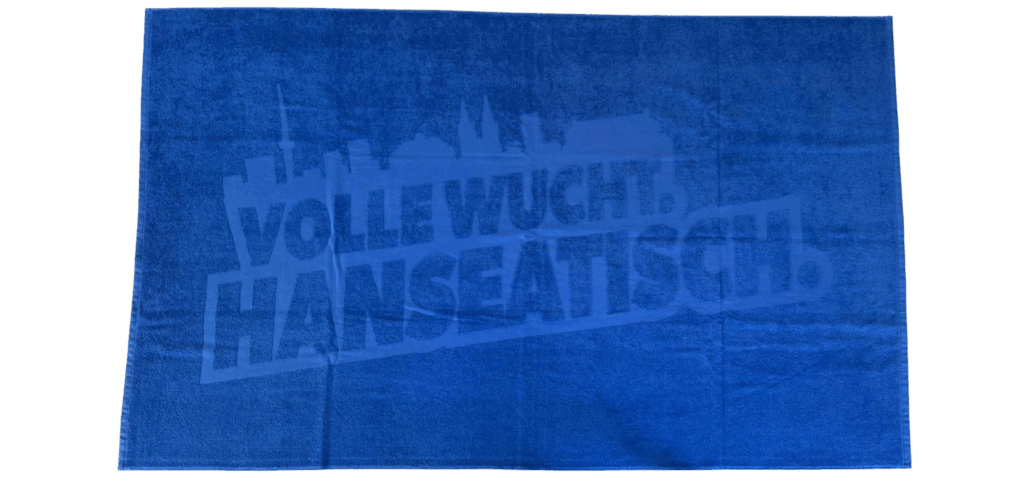 VOLLE WUCHT.
HANSEATISCH.